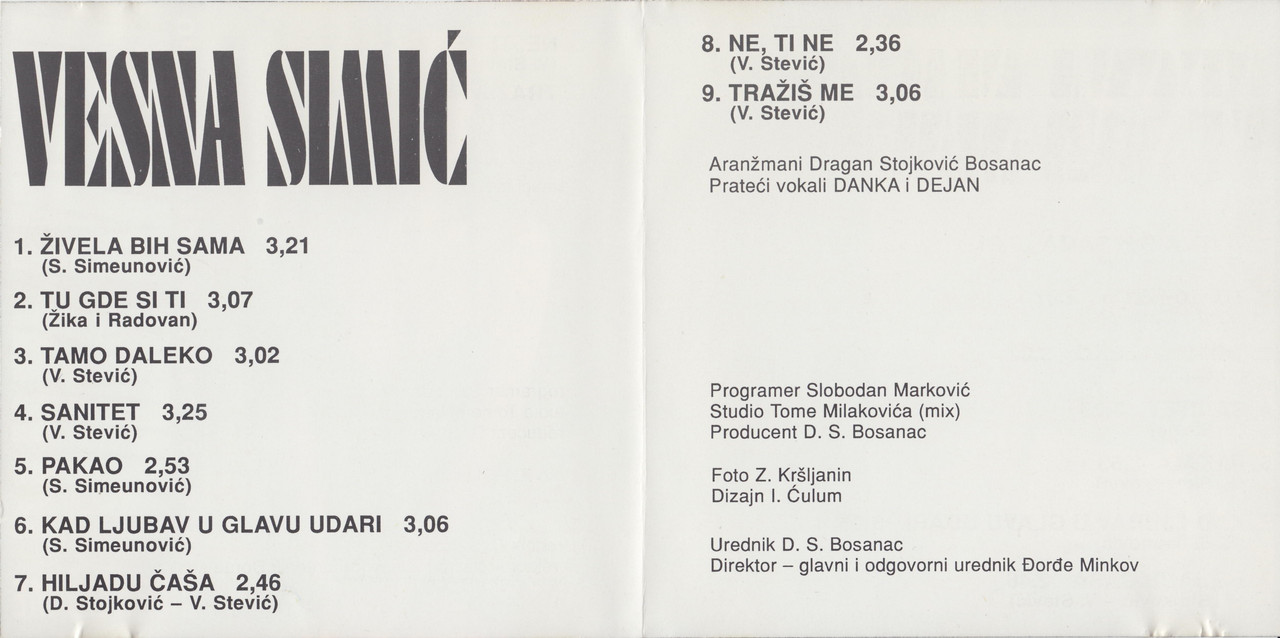 VESNA SIMIĆ
1. ŽIVELA BIH SAMA 3,21
(S. Simeunović)
2. TU GDE SI TI 3,07
(Žika i Radovan)
3. TAMO DALEKO 3,02
(V. Stević)
4. SANITET 3,25
(V. Stević)
5. PAKAO 2,53
(S. Simeunović)
6. KAD LJUBAV U GLAVU UDARI 3,06
(S. Simeunović)
7. HILJADU ČAŠA 2,46
(D. Stojković – V. Stević)
8. NE, TI NE 2,36
(V. Stević)
9. TRAŽIŠ ME 3,06
(V. Stević)
Aranžmani Dragan Stojković Bosanac
Prateći vokali DANKA i DEJAN
Programer Slobodan Marković
Studio Tome Milakovića (mix)
Producent D. S. Bosanac
Foto Z. Kršljanin
Dizajn I. Ćulum
Urednik D. S. Bosanac
Direktor – glavni i odgovorni urednik Đorđe Minkov